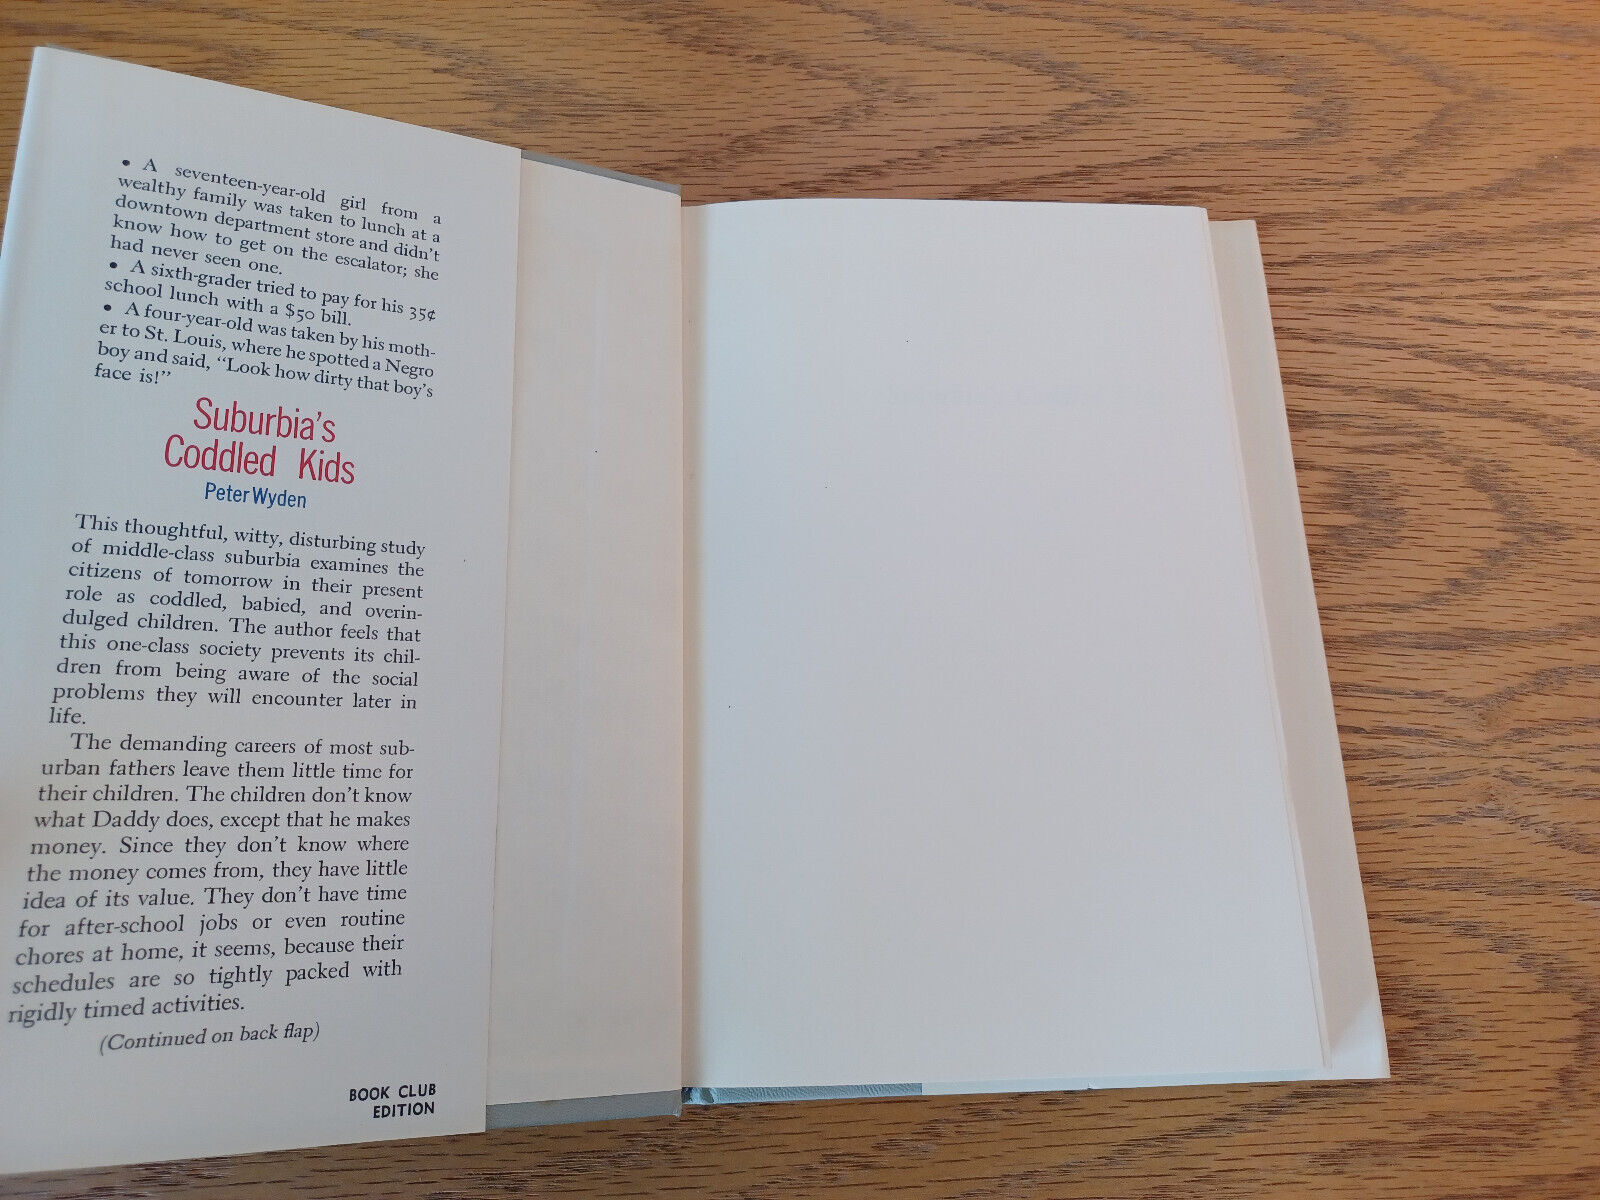 • A seventeen-year-old girl from a
wealthy family was taken to lunch at a
downtown department store and didn't
know how to get on the escalator; she
had never seen one.
• A sixth-grader tried to pay for his 35¢
school lunch with a $50 bill.
• A four-year-old was taken by his moth-
er to St. Louis, where he spotted a Negro
boy and said, "Look how dirty that boy's
face is!"
Suburbia's
Coddled Kids
Peter Wyden
This thoughtful, witty, disturbing study
of middle-class suburbia examines the
citizens of tomorrow in their present
role as coddled, babied, and overin-
dulged children. The author feels that
this one-class society prevents its chil-
dren from being aware of the social
problems they will encounter later in
life.
The demanding careers of most sub-
urban fathers leave them little time for
their children. The children don't know
what Daddy does, except that he makes
money. Since they don't know where
the money comes from, they have little
idea of its value. They don't have time
for after-school jobs or even routine
chores at home, it seems, because their
schedules are so tightly packed with
rigidly timed activities.
(Continued on back flap)
BOOK CLUB
EDITION